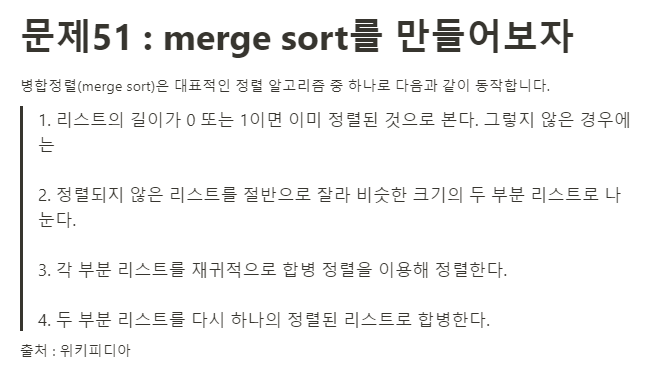 문제51 : merge sort를 만들어보자
병합정렬(merge sort)은 대표적인 정렬 알고리즘 중 하나로 다음과 같이 동작합니다.
1. 리스트의 길이가 0 또는 1이면 이미 정렬된 것으로 본다. 그렇지 않은 경우에
는
2. 정렬되지 않은 리스트를 절반으로 잘라 비슷한 크기의 두 부분 리스트로 나
눈다.
3. 각 부분 리스트를 재귀적으로 합병 정렬을 이용해 정렬한다.
4. 두 부분 리스트를 다시 하나의 정렬된 리스트로 합병한다.
출처 : 위키피디아